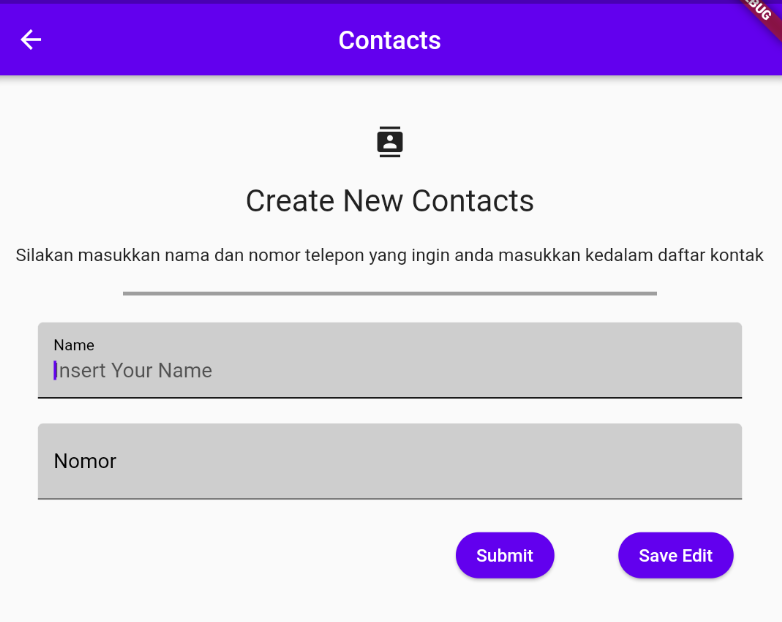 Contacts
Create New Contacts
Silakan masukkan nama dan nomor telepon yang ingin anda masukkan kedalam daftar kontak
Name
Insert Your Name
Nomor
Submit
Save Edit